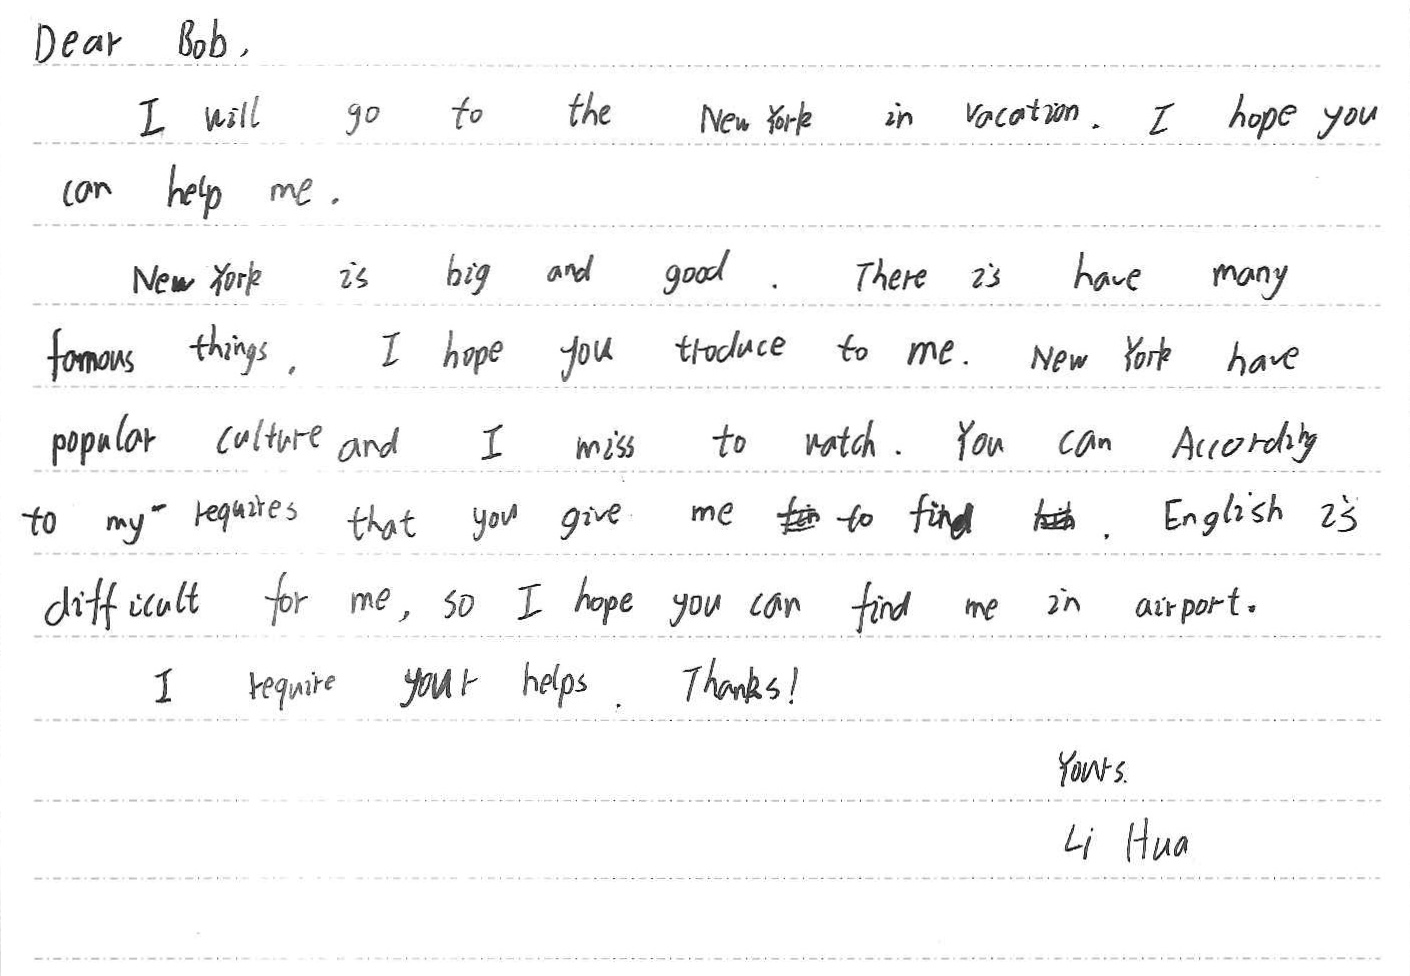 Dear Bob,
I will go to the New York in vacation. I hope you
can help me.
New York is big and good. There is have many
famous things. I hope you troduce to me. New York have
popular culture and I miss to watch. You can According
to my requires that you give me to find. English is
difficult for me, so I hope you can find me in airport.
I require your helps. Thanks!
Yours.
Li Hua